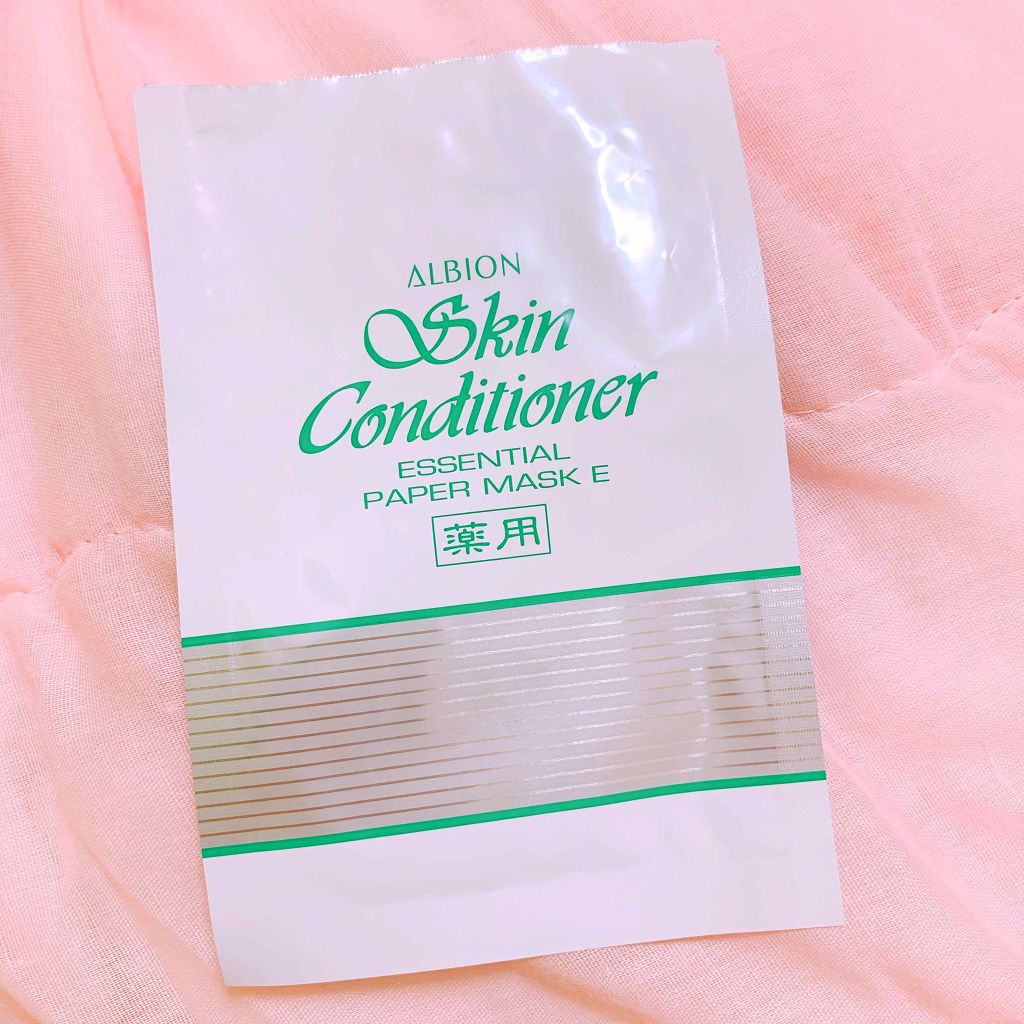 ALBION
Skin
Conditioner
ESSENTIAL
PAPER MASK E
薬用